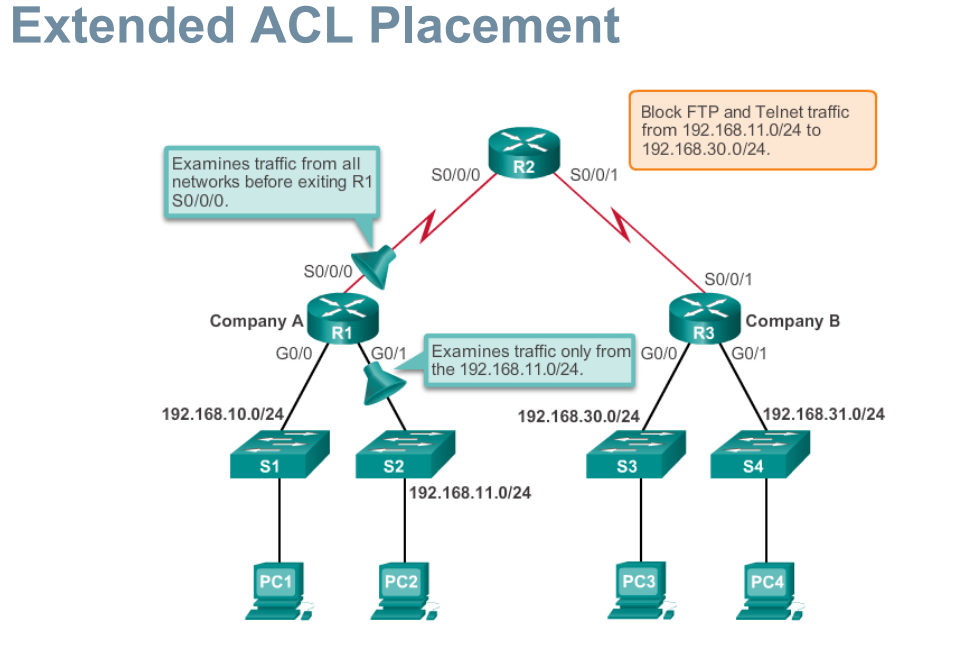 Extended ACL Placement
Block FTP and Telnet traffic
from 192.168.11.0/24 to
192.168.30.0/24.
Examines traffic from all
networks before exiting R1
S0/0/0.
R2
S0/0/0
S0/0/1
S0/0/0
S0/0/1
Company A
R1
R3
Company B
G0/0
G0/1
Examines traffic only from
the 192.168.11.0/24.
G0/0
G0/1
192.168.10.0/24
192.168.30.0/24
192.168.31.0/24
S1
S2
S3
S4
192.168.11.0/24
PC1
PC2
PC3
PC4